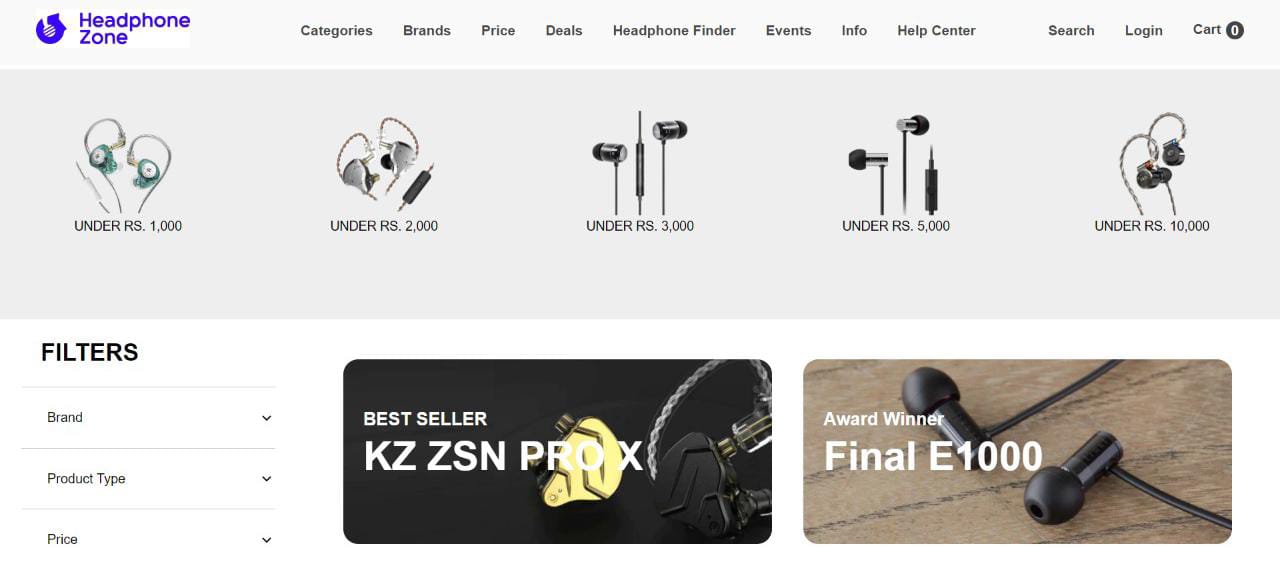 Headphone
Zone
Categories Brands Price Deals Headphone Finder Events Info Help Center Search Login Cart 0
UNDER RS. 1,000 UNDER RS. 2,000 UNDER RS. 3,000 UNDER RS. 5,000 UNDER RS. 10,000
FILTERS
Brand
Product Type
Price
BEST SELLER
KZ ZSN PRO X
Award Winner
Final E1000